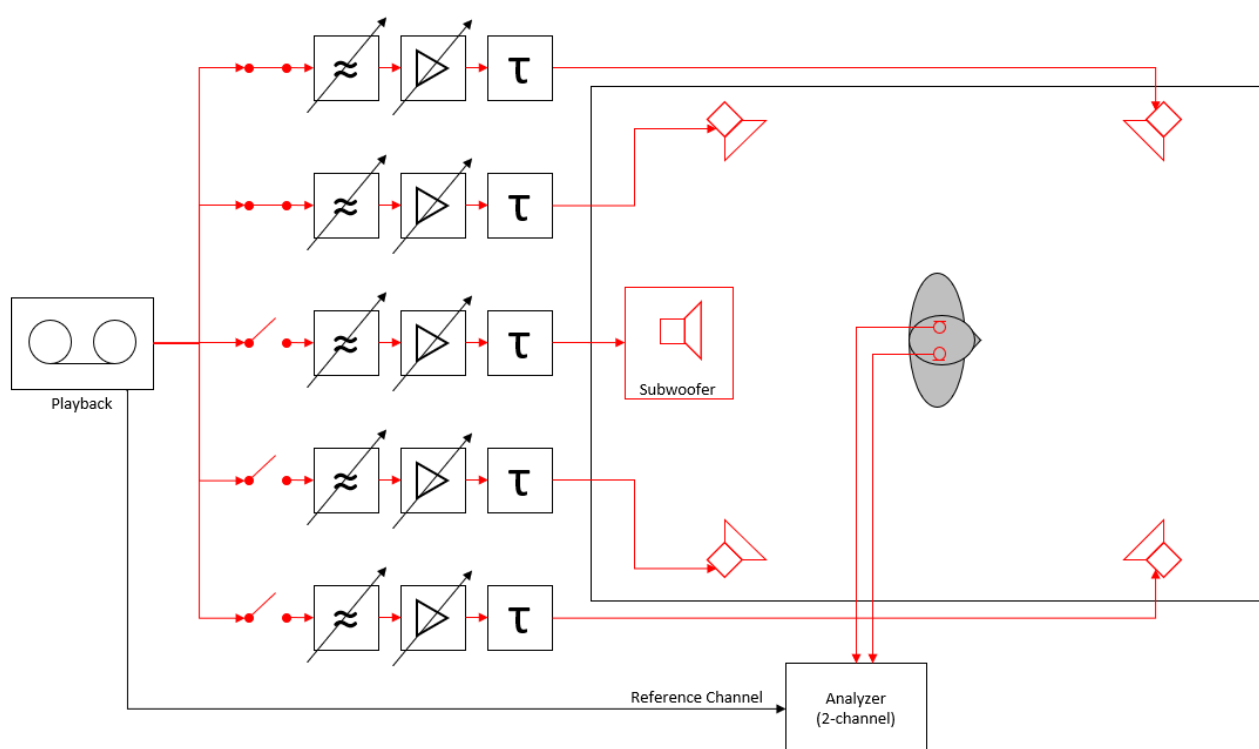 ≈ τ
≈ τ
≈ τ
Subwoofer
Playback
≈ τ
≈ τ
Reference Channel
Analyzer
(2-channel)